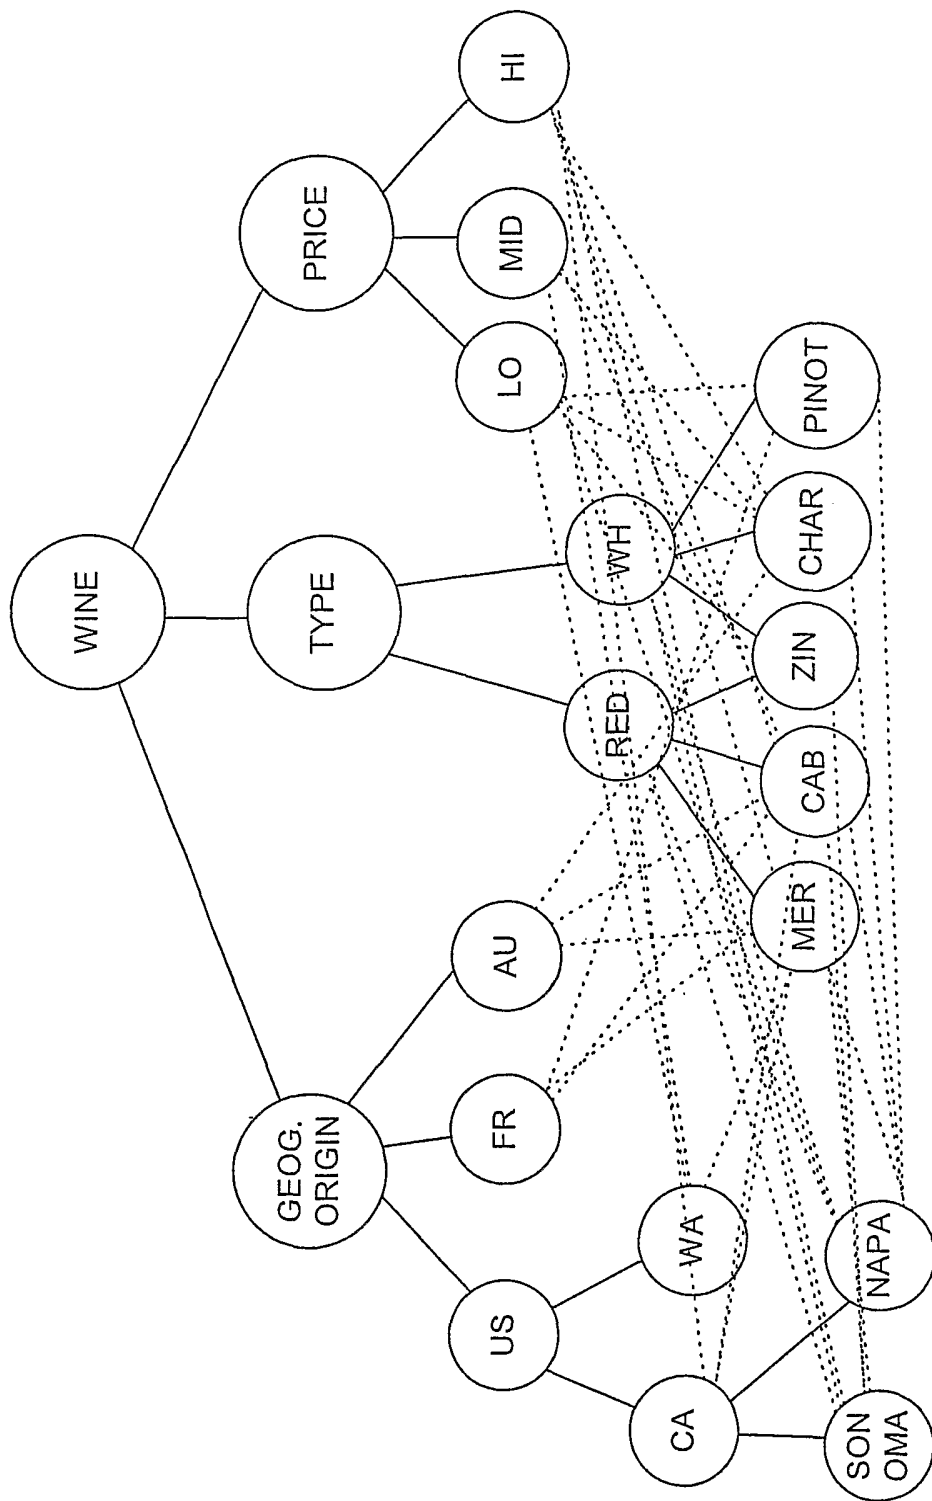 WINE
GEOG.
ORIGIN
TYPE
PRICE
US
FR
AU
LO
MID
HI
CA
WA
RED
WH
SON
OMA
NAPA
MER
CAB
ZIN
CHAR
PINOT